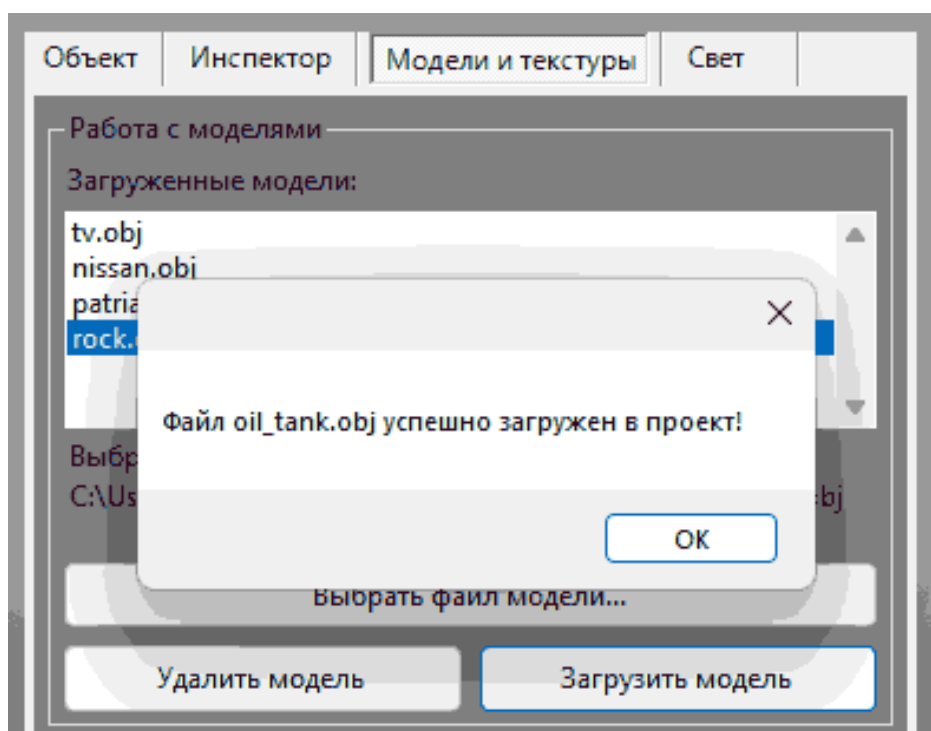 Объект Инспектор Модели и текстуры Свет
Работа с моделями
Загруженные модели:
tv.obj
nissan.obj
Файл oil_tank.obj успешно загружен в проект!
OK
Выбрать файл модели...
Удалить модель Загрузить модель